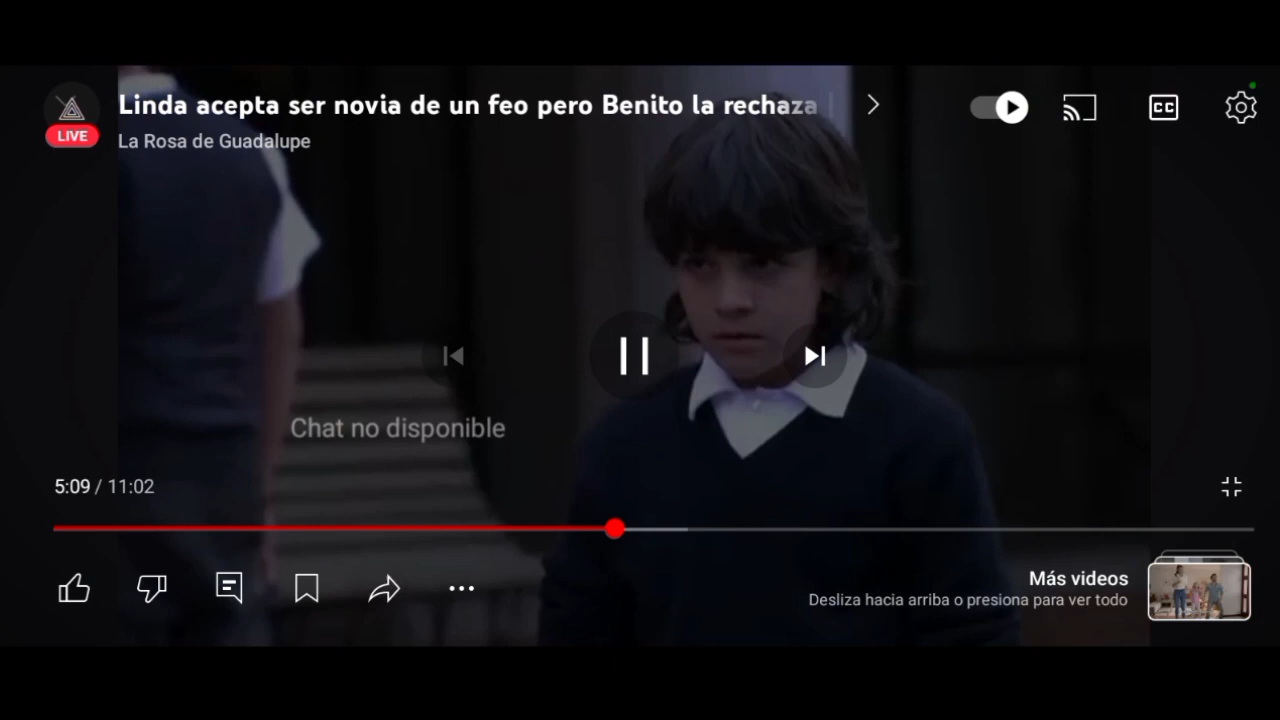 Linda acepta ser novia de un feo pero Benito la rechaza
LIVE
La Rosa de Guadalupe
CC
Chat no disponible
5:09 / 11:02
Más videos
Desliza hacia arriba o presiona para ver todo